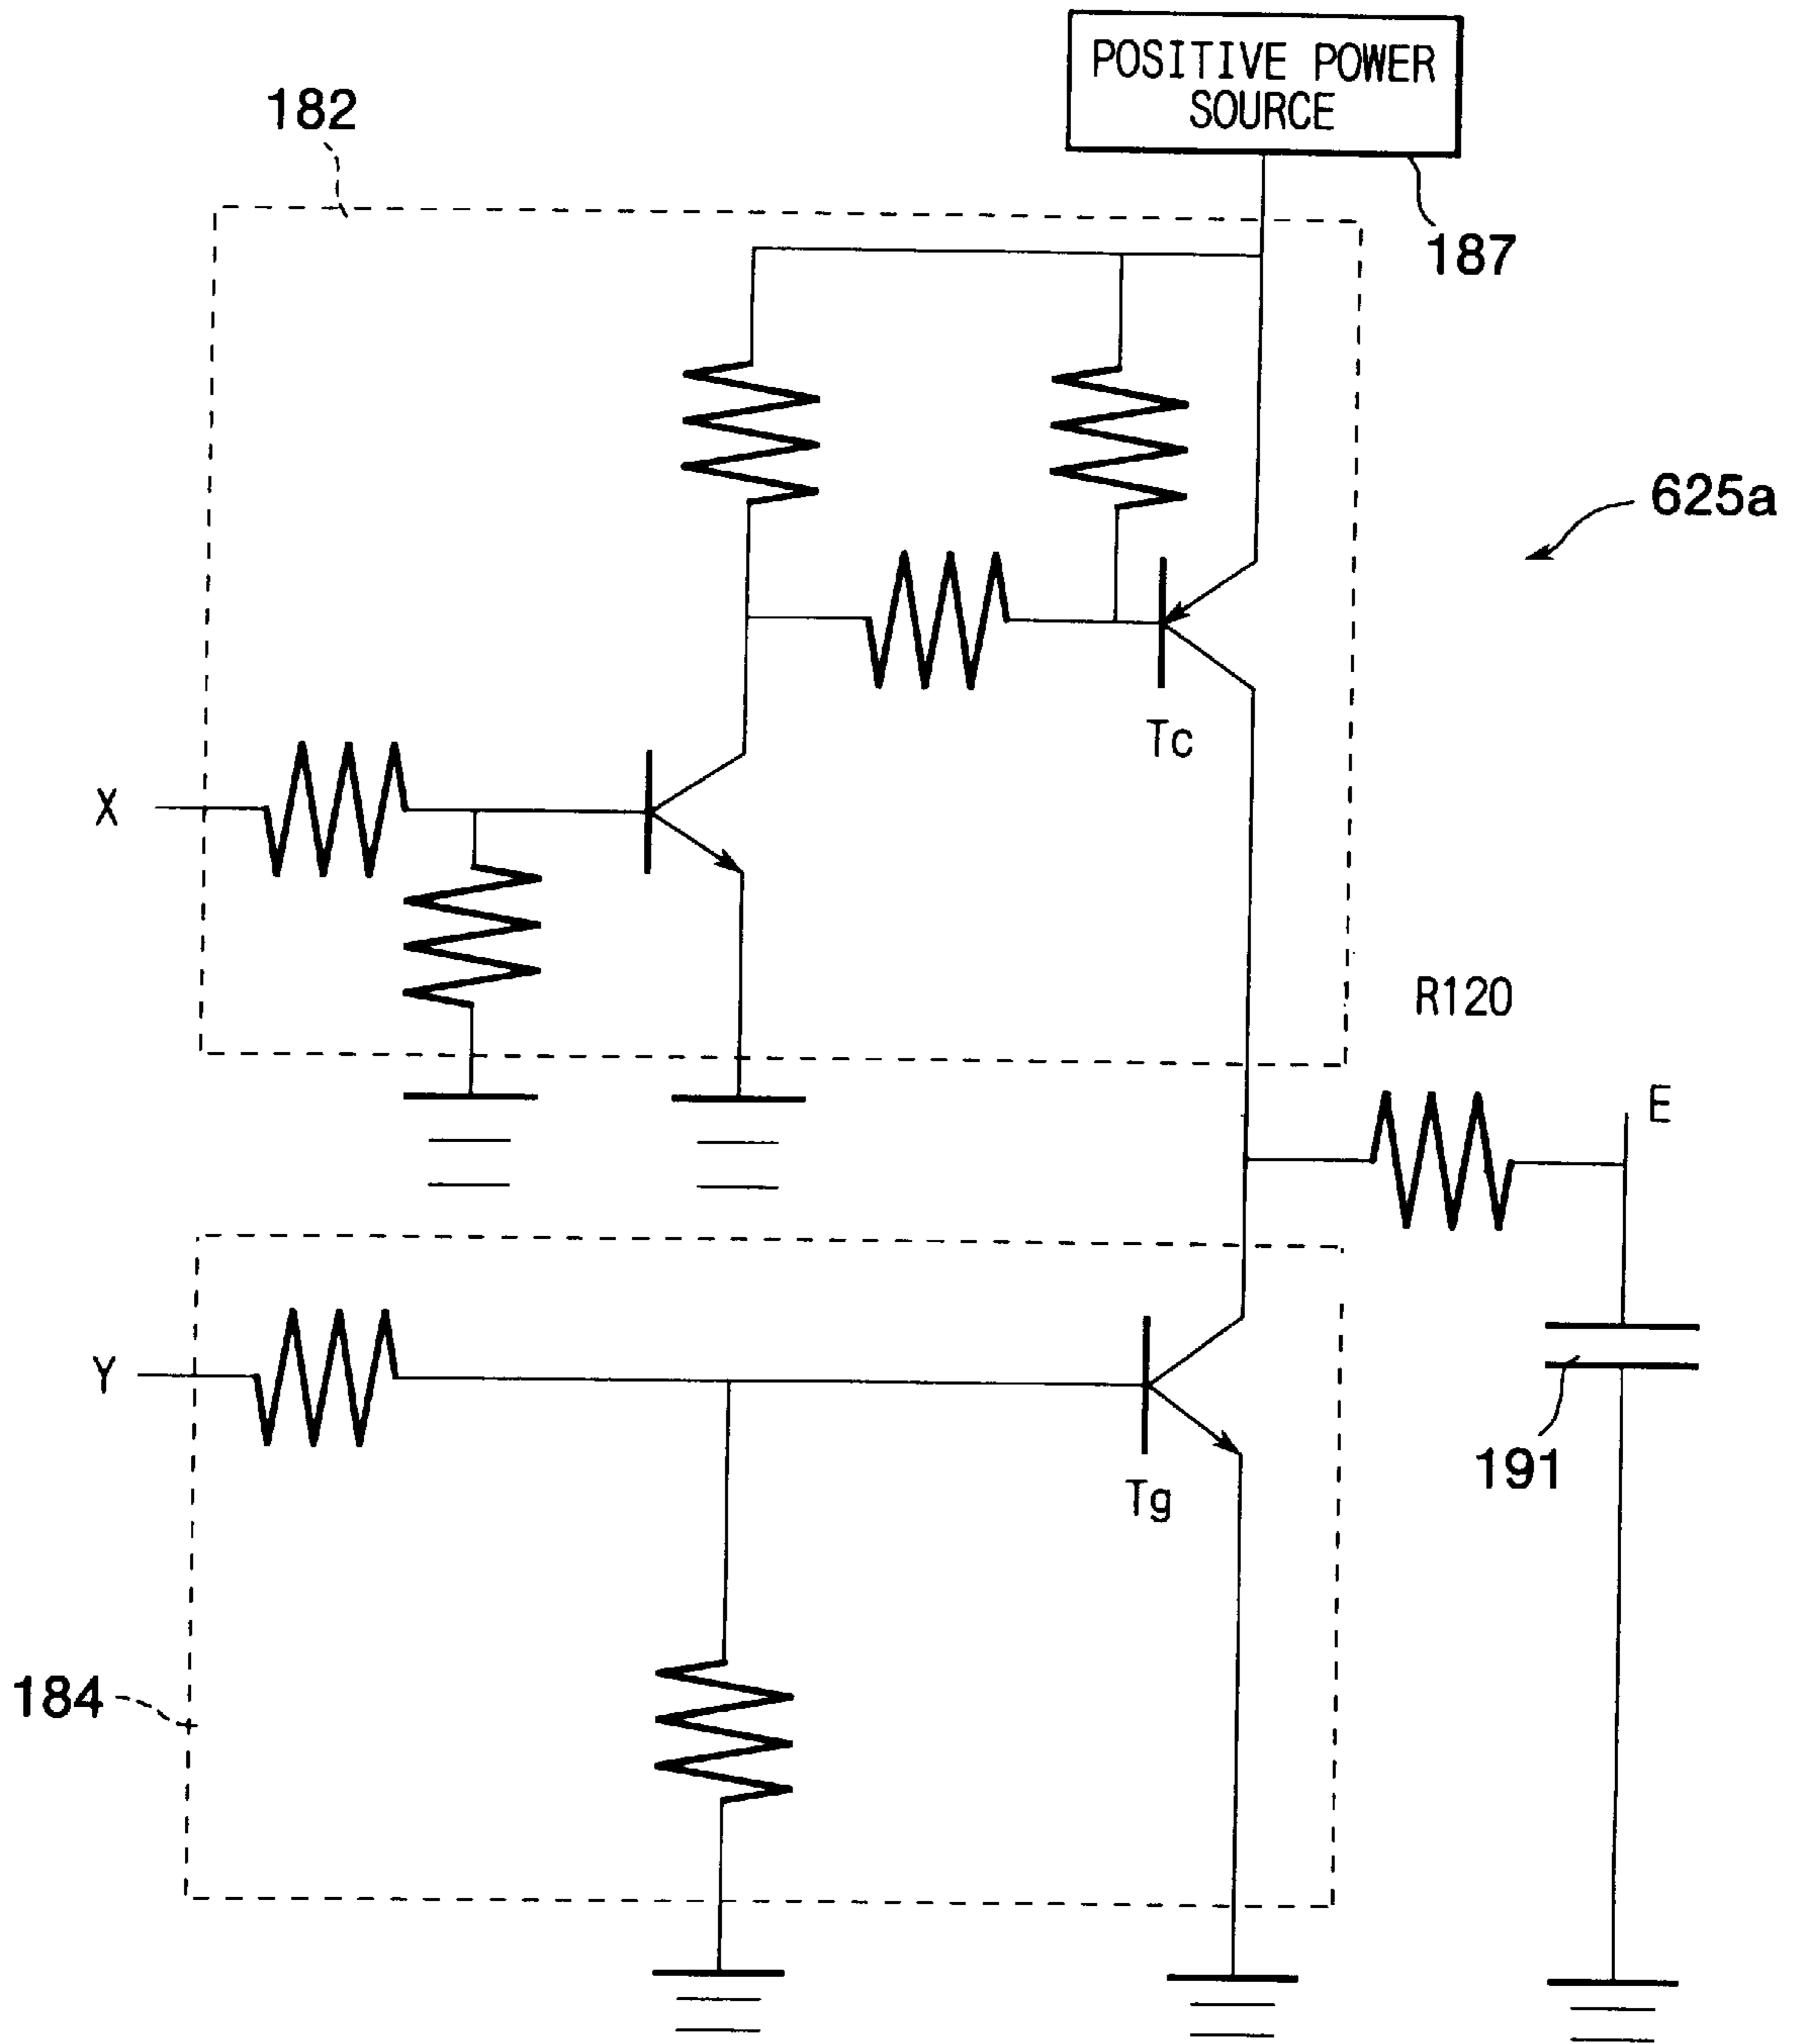 POSITIVE POWER
SOURCE
182
187
625a
Tc
X
R120
E
Y
191
Tg
184